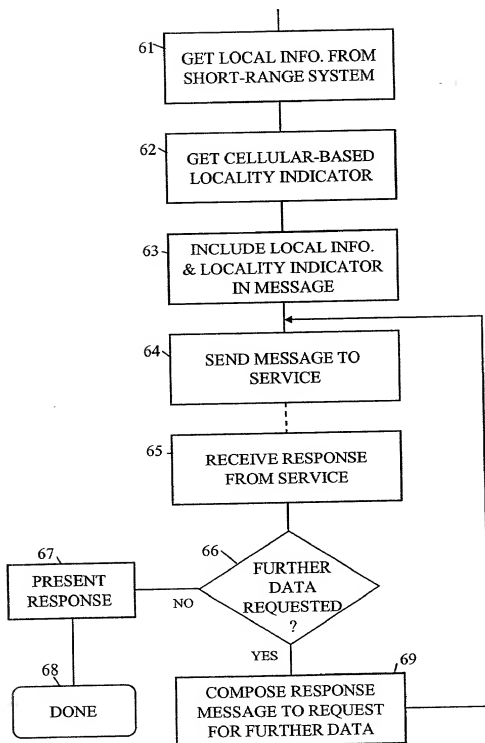 61
GET LOCAL INFO. FROM
SHORT-RANGE SYSTEM
62
GET CELLULAR-BASED
LOCALITY INDICATOR
63
INCLUDE LOCAL INFO.
& LOCALITY INDICATOR
IN MESSAGE
64
SEND MESSAGE TO
SERVICE
65
RECEIVE RESPONSE
FROM SERVICE
66
FURTHER
DATA
REQUESTED
?
67
PRESENT
RESPONSE
NO
YES
68
DONE
69
COMPOSE RESPONSE
MESSAGE TO REQUEST
FOR FURTHER DATA